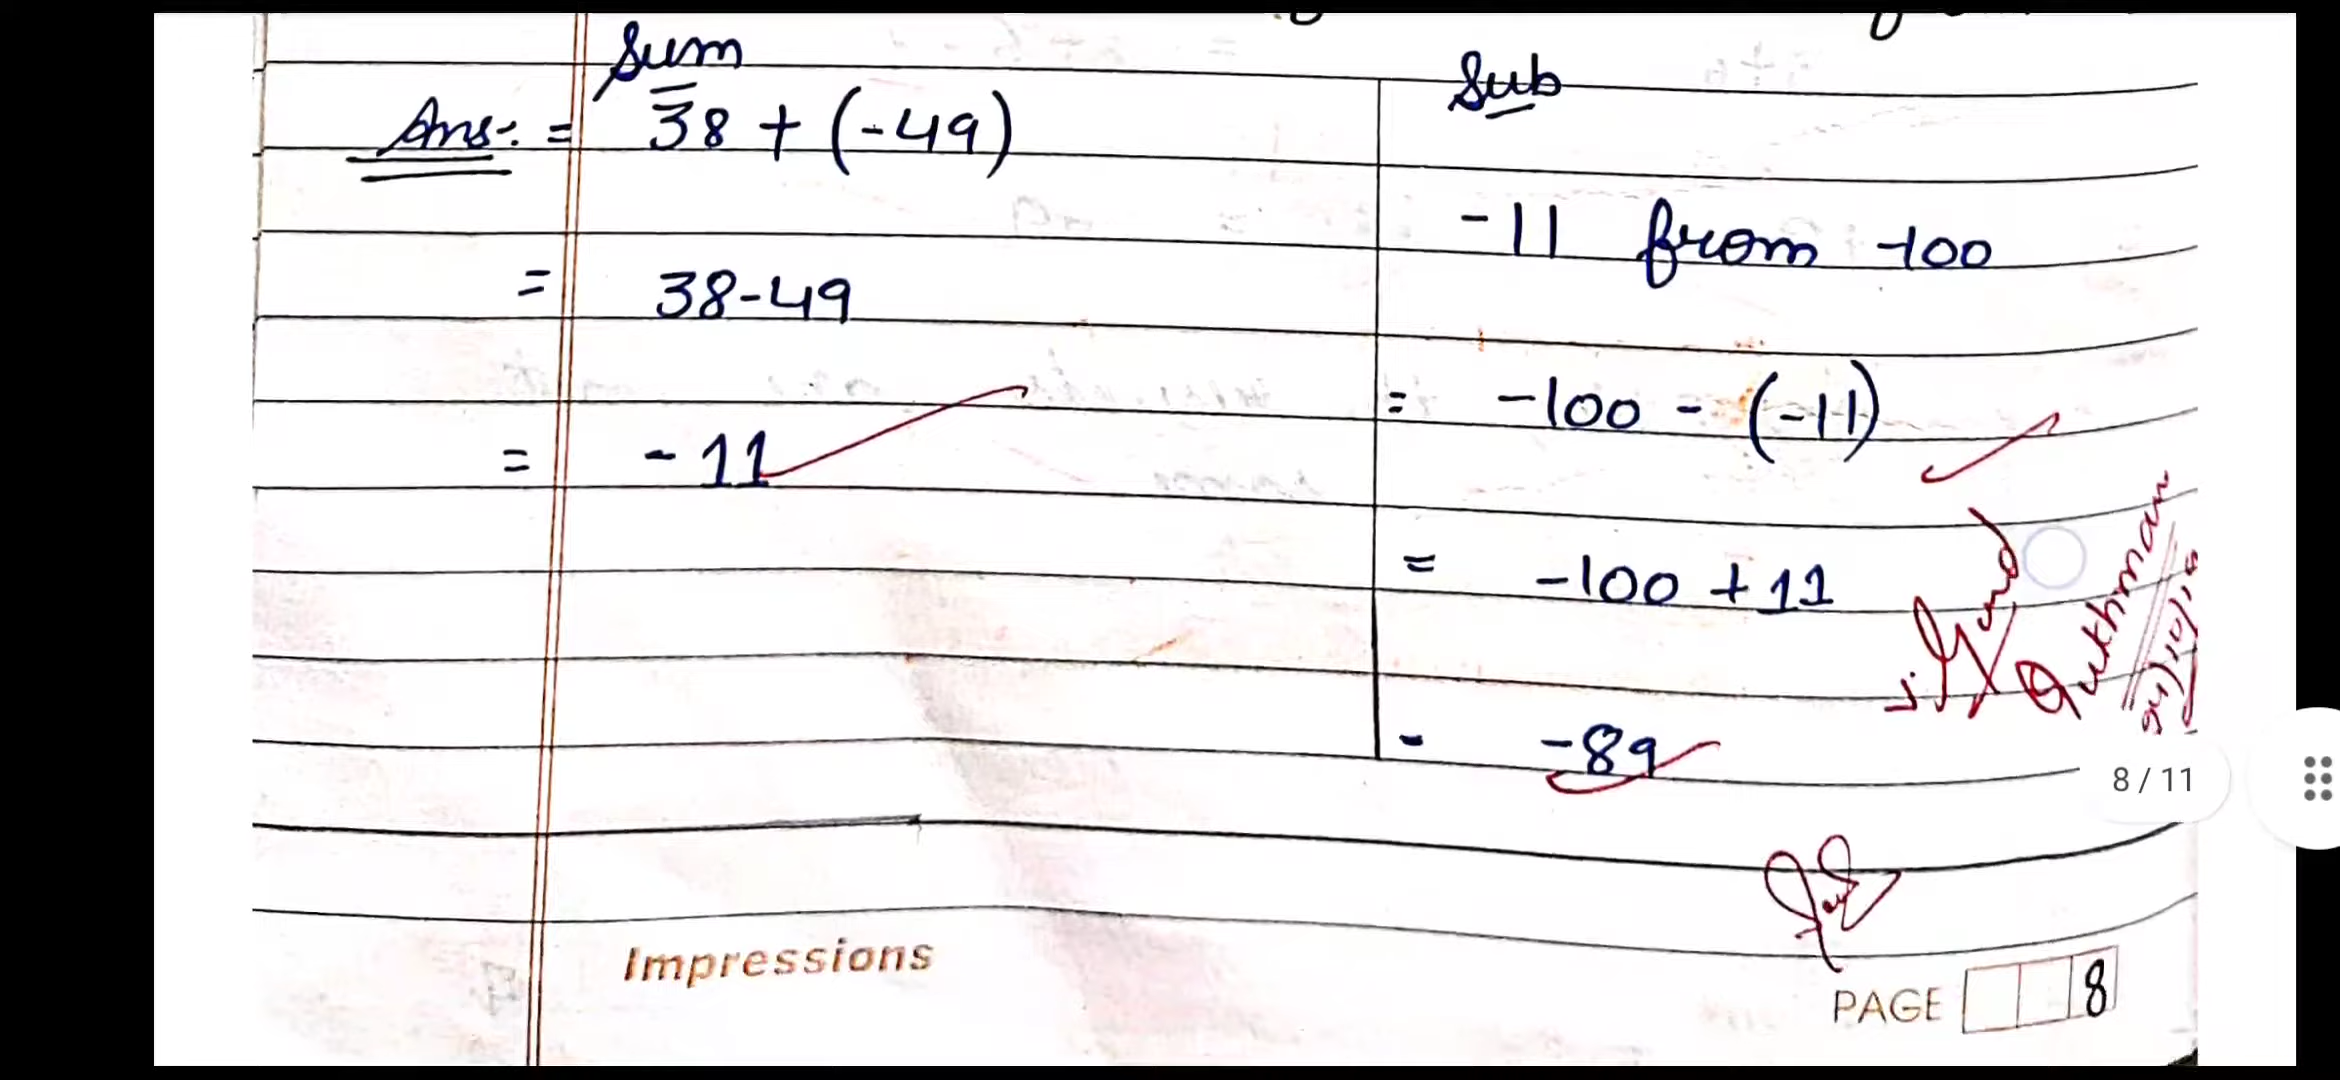 Sum
Ans:- = 38 + (-49)
= 38-49
= - 11
Sub
-11 from -100
= -100 - (-11)
= -100 + 11
- -89
Good
8 / 11
Impressions
PAGE 8